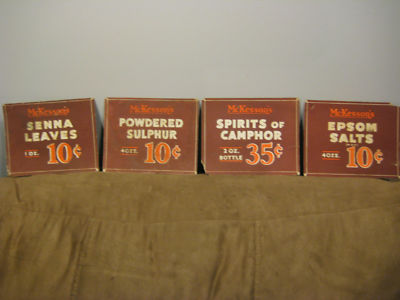 McKesson's
SENNA
LEAVES
1 OZ. 10¢
McKesson's
POWDERED
SULPHUR
4 OZS. 10¢
McKesson's
SPIRITS OF
CAMPHOR
2 OZ.
BOTTLE 35¢
McKesson's
EPSOM
SALTS
4 OZS. 10¢